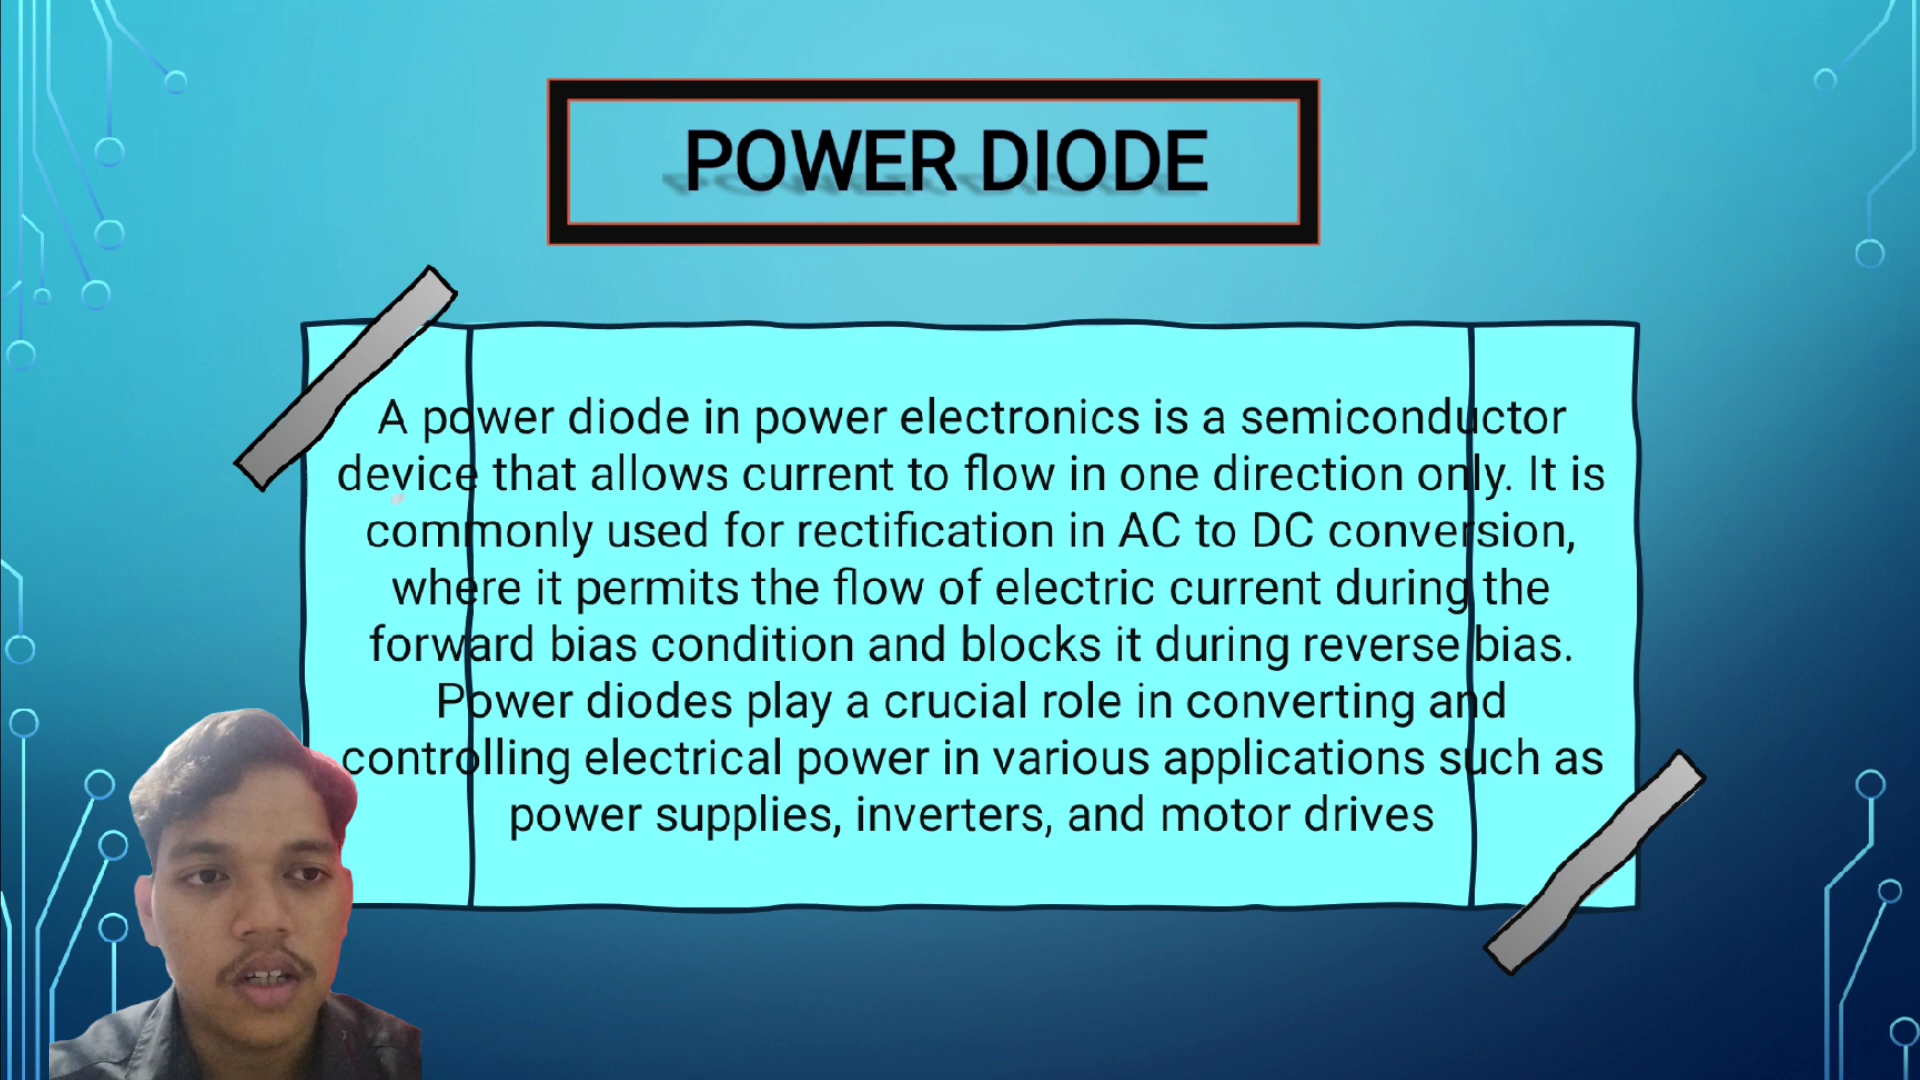 POWER DIODE
A power diode in power electronics is a semiconductor
device that allows current to flow in one direction only. It is
commonly used for rectification in AC to DC conversion,
where it permits the flow of electric current during the
forward bias condition and blocks it during reverse bias.
Power diodes play a crucial role in converting and
controlling electrical power in various applications such as
power supplies, inverters, and motor drives